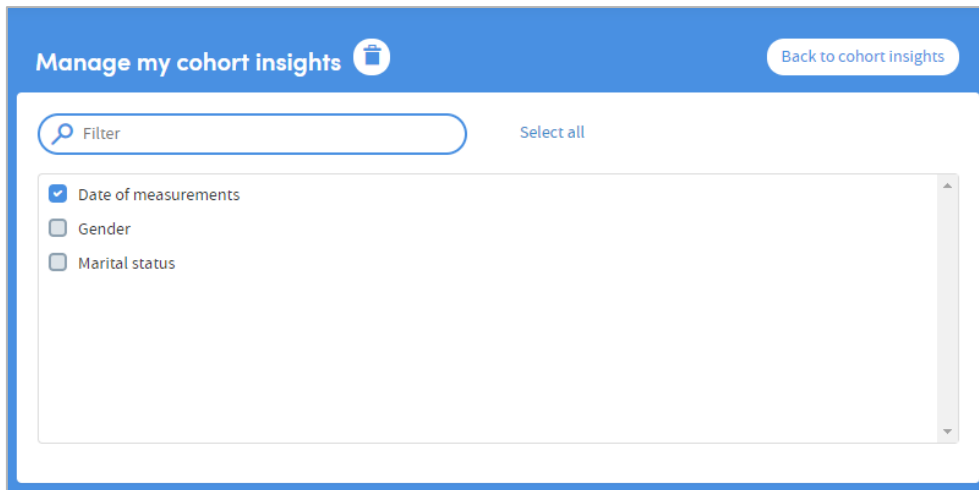 Manage my cohort insights
Back to cohort insights
Filter
Select all
Date of measurements
Gender
Marital status